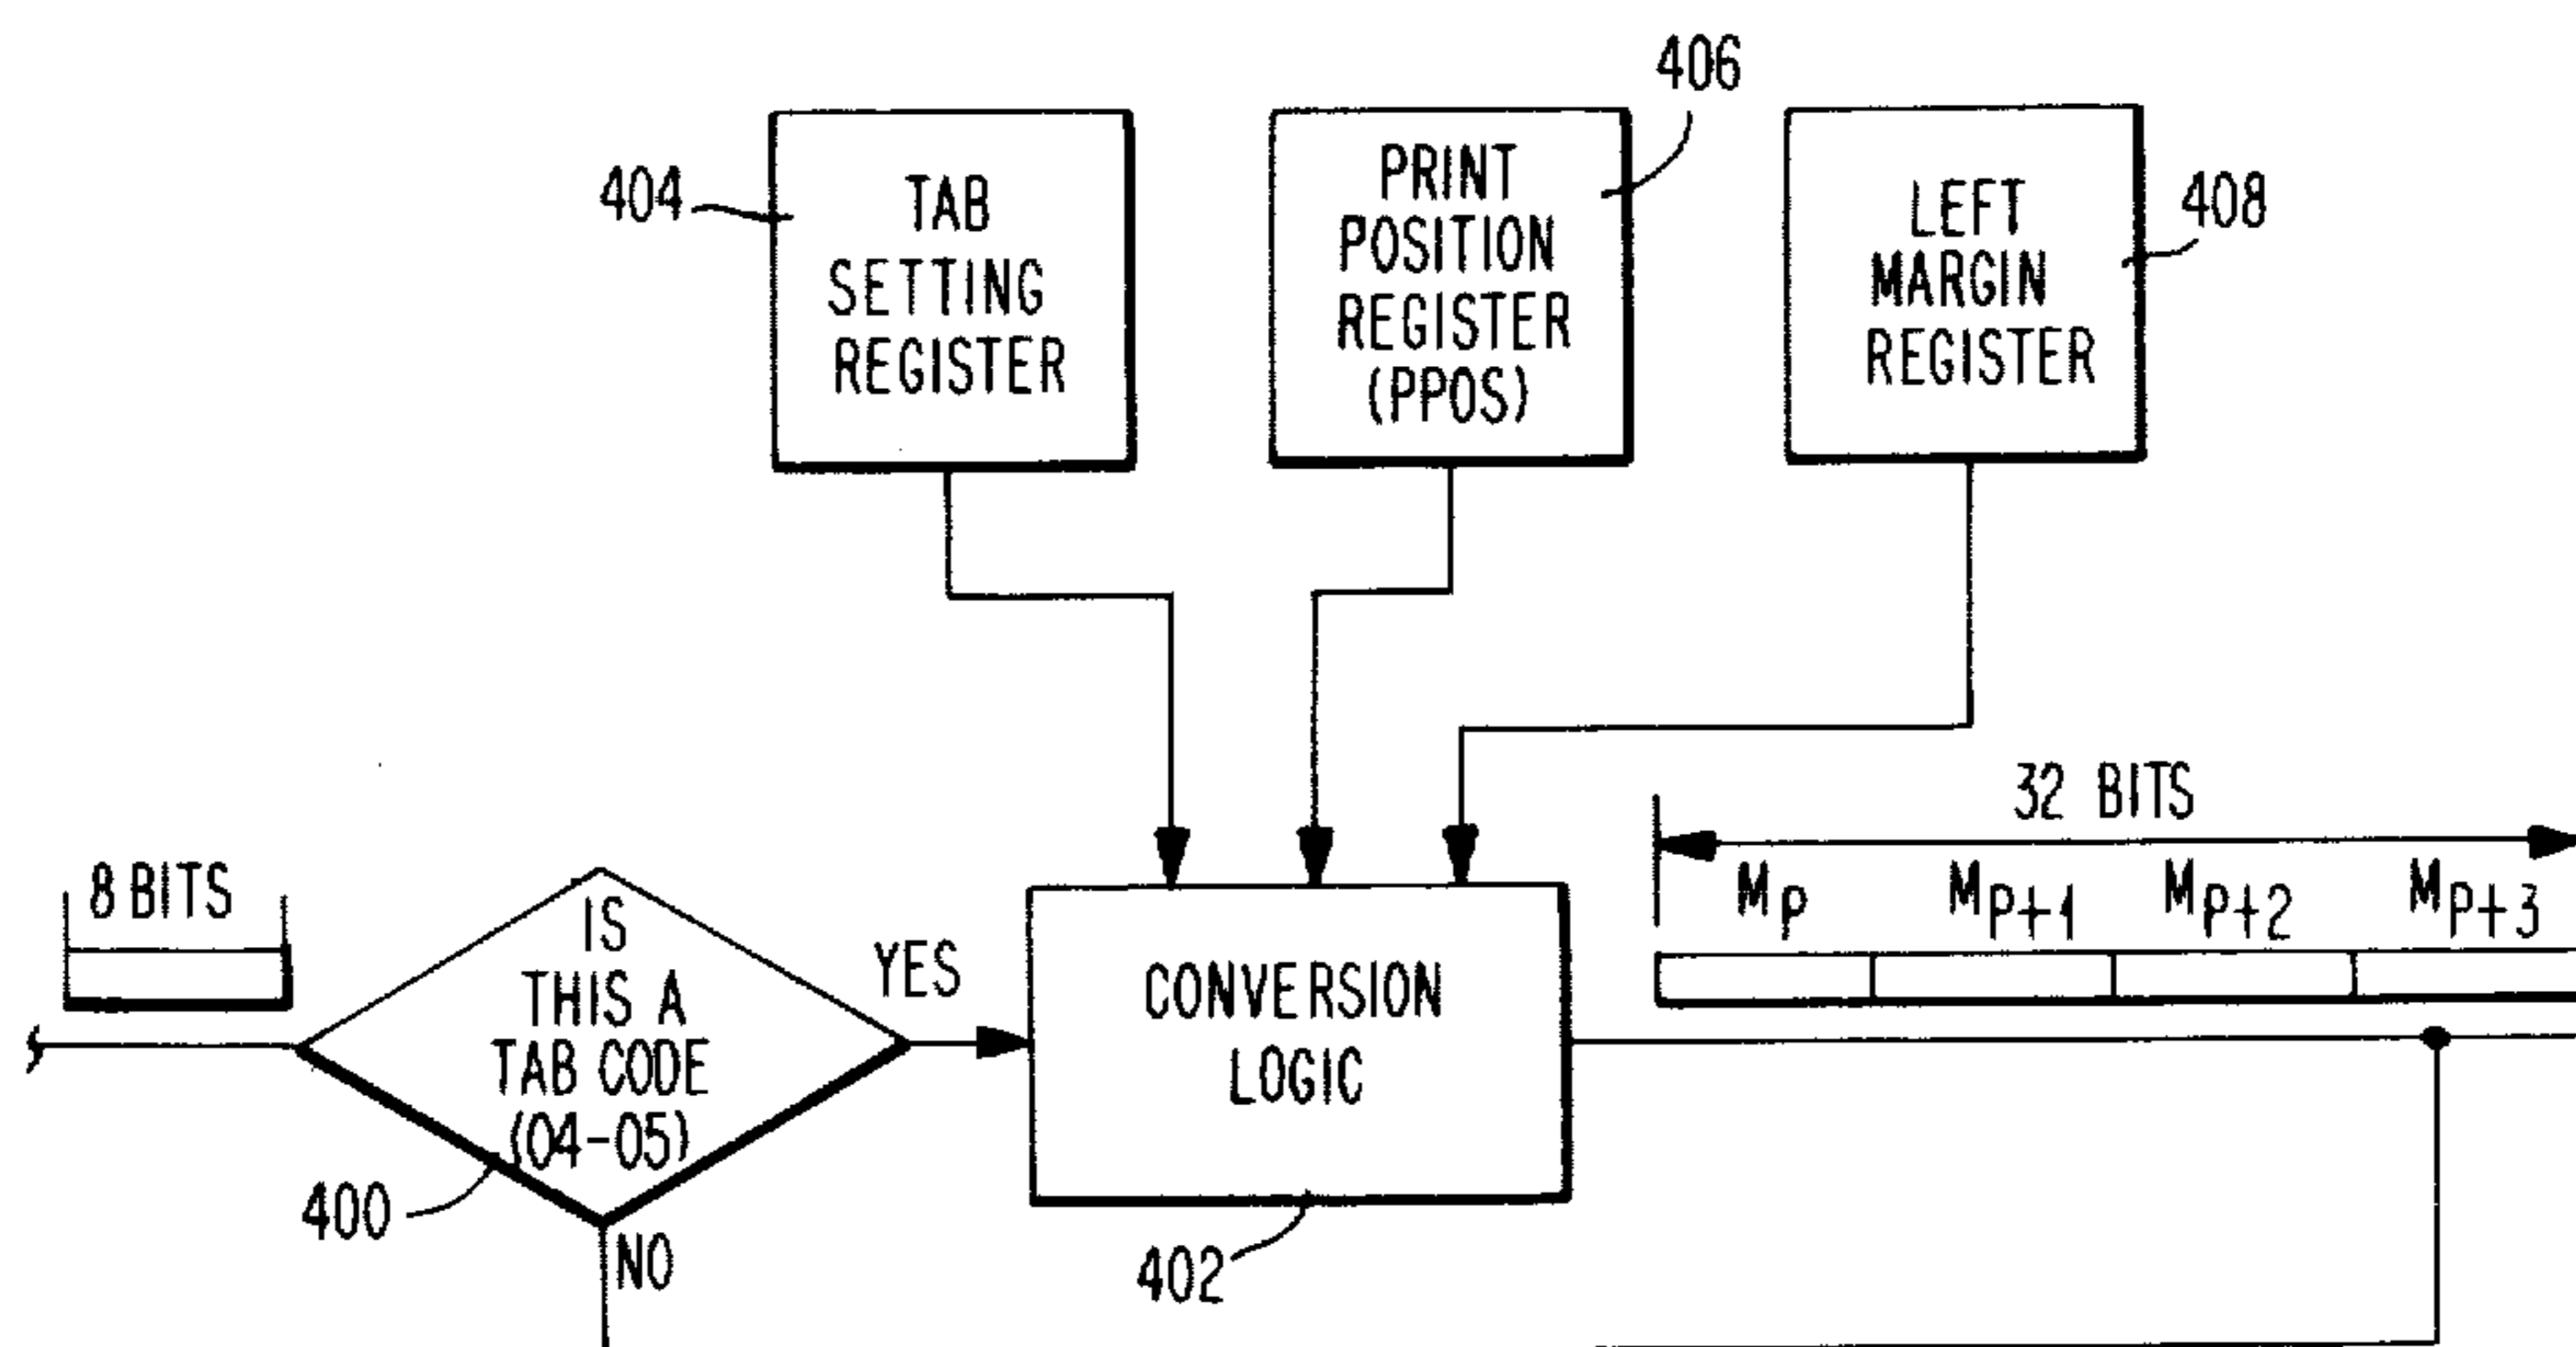 406
404
TAB
SETTING
REGISTER
PRINT
POSITION
REGISTER
(PPOS)
LEFT
MARGIN
REGISTER
408
32 BITS
8 BITS
MP MP+1 MP+2 MP+3
IS
THIS A
TAB CODE
(04-05)
YES
CONVERSION
LOGIC
400
NO
402